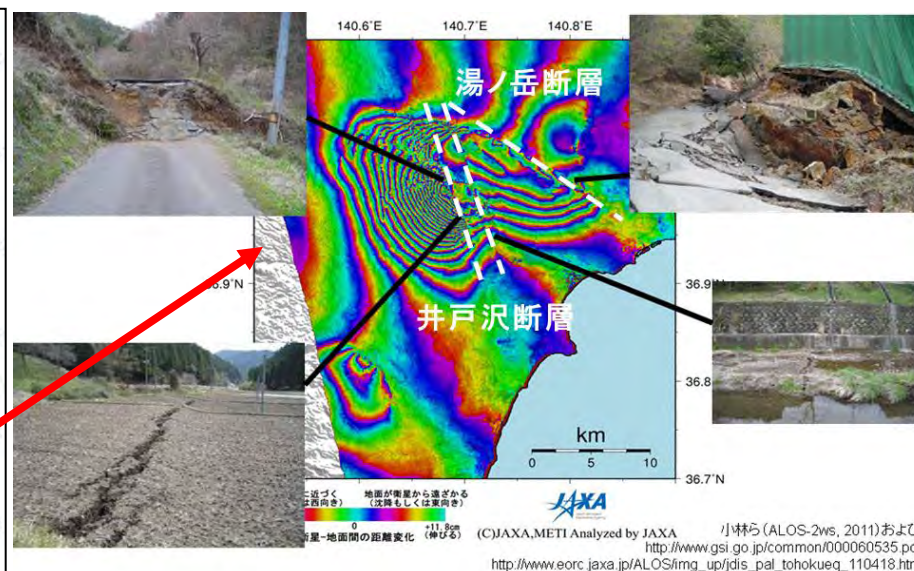 140.6° 140.7° 140.8°
湯ノ岳断層
36.9°N
井戸沢断層
36.8
36.7°N
km
0 5 10
に近づく 地面が衛星から遠ざかる
は西向き) (沈降もしくは東向き)
0 +11.8cm
衛星-地面間の距離変化 (伸びる)
JAXA
(C)JAXA,METI Analyzed by JAXA
小林ら(ALOS-2ws, 2011)およひ
http://www.gsi.go.jp/common/000060535.pd
http://www.eorc.jaxa.jp/ALOS/img_up/jdis_pal_tohokueq_110418.htm